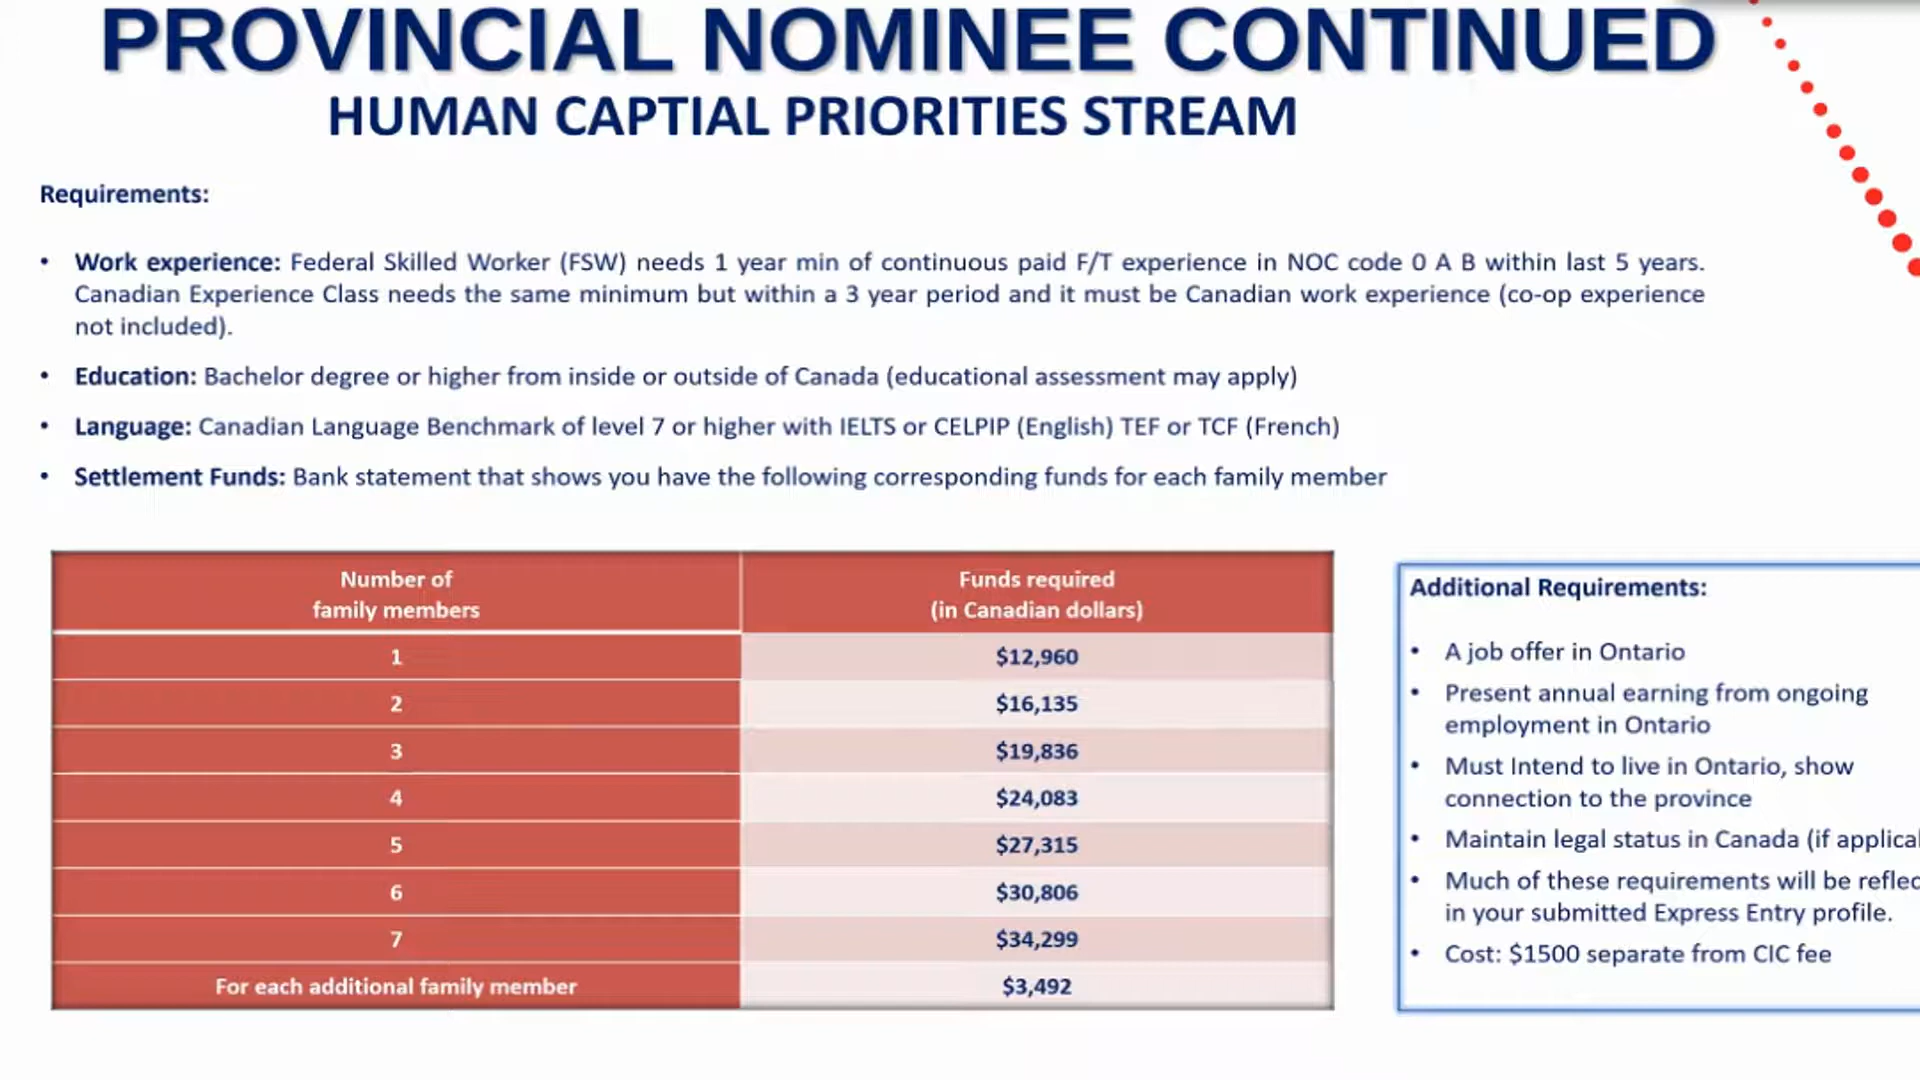 PROVINCIAL NOMINEE CONTINUED
HUMAN CAPTIAL PRIORITIES STREAM
Requirements:
• Work experience: Federal Skilled Worker (FSW) needs 1 year min of continuous paid F/T experience in NOC code 0 A B within last 5 years.
Canadian Experience Class needs the same minimum but within a 3 year period and it must be Canadian work experience (co-op experience
not included).
• Education: Bachelor degree or higher from inside or outside of Canada (educational assessment may apply)
• Language: Canadian Language Benchmark of level 7 or higher with IELTS or CELPIP (English) TEF or TCF (French)
• Settlement Funds: Bank statement that shows you have the following corresponding funds for each family member
Number of
family members
Funds required
(in Canadian dollars)
1 $12,960
2 $16,135
3 $19,836
4 $24,083
5 $27,315
6 $30,806
7 $34,299
For each additional family member $3,492
Additional Requirements:
• A job offer in Ontario
• Present annual earning from ongoing
employment in Ontario
• Must Intend to live in Ontario, show
connection to the province
• Maintain legal status in Canada (if
• Much of these requirements will be
in your submitted Express Entry profile.
• Cost: $1500 separate from CIC fee